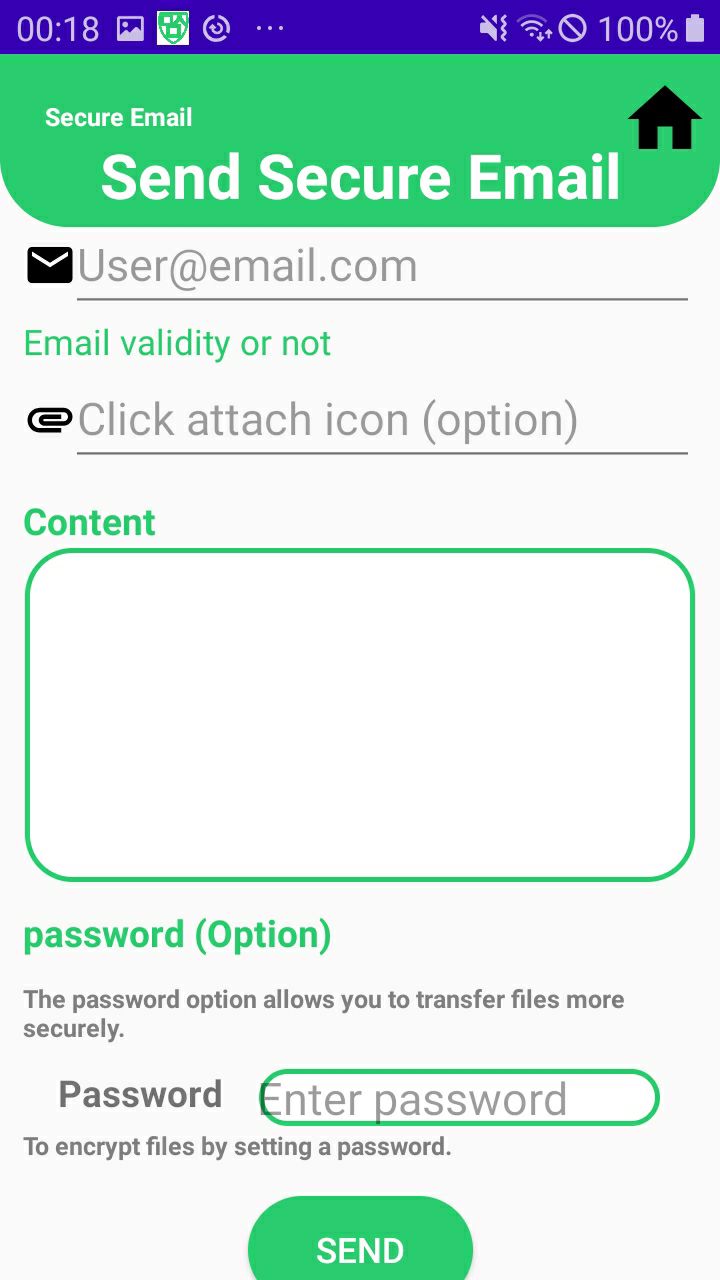 00:18
100%
Secure Email
Send Secure Email
User@email.com
Email validity or not
Click attach icon (option)
Content
password (Option)
The password option allows you to transfer files more
securely.
Password
Enter password
To encrypt files by setting a password.
SEND